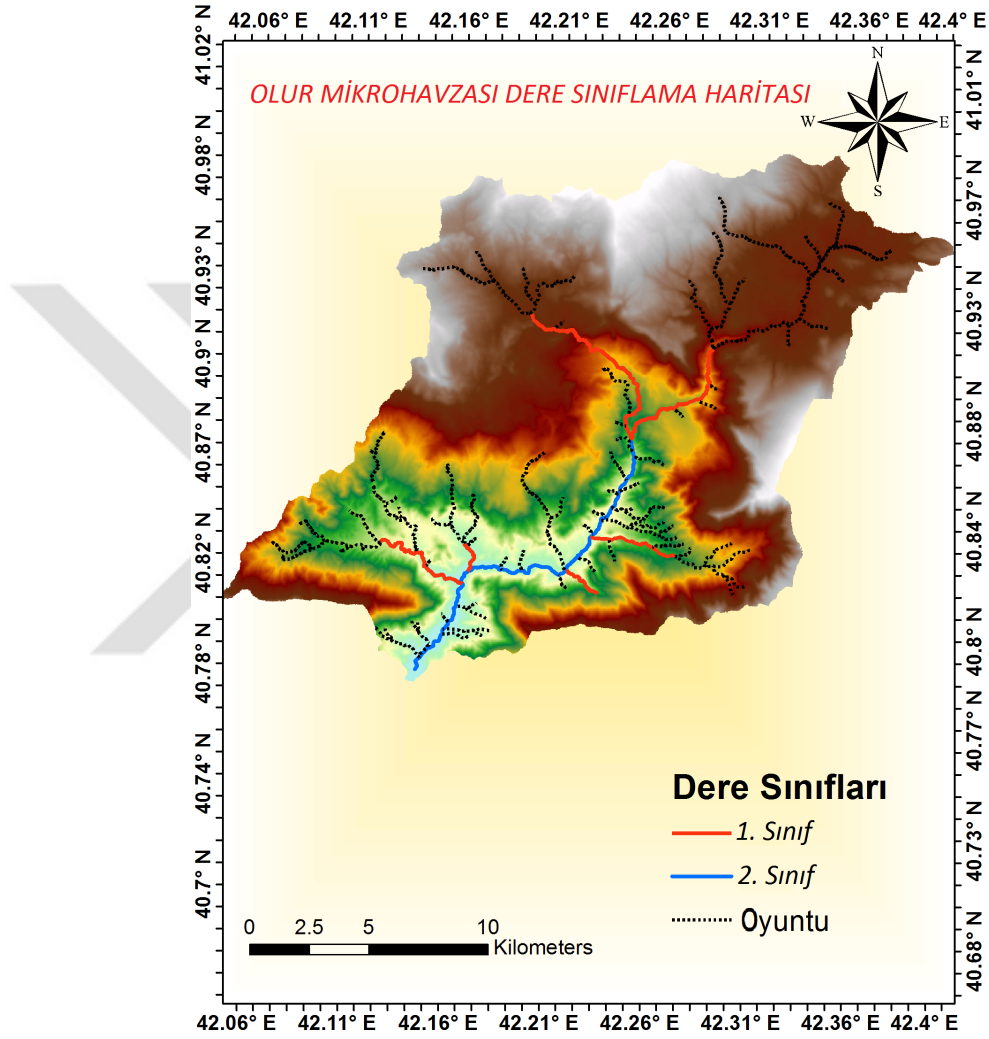 42.06° E 42.11° E 42.16° E 42.21° E 42.26° E 42.31° E 42.36° E 42.4° E
OLUR MİKROHAVZASI DERE SINIFLAMA HARİTASI
N
W
E
S
41.02° N
40.98° N
40.93° N
40.9° N
40.87° N
40.82° N
40.78° N
40.74° N
40.7° N
41.01° N
40.97° N
40.93° N
40.88° N
40.84° N
40.8° N
40.77° N
40.73° N
40.68° N
Dere Sınıfları
1. Sınıf
2. Sınıf
Oyuntu
0 2.5 5 10
Kilometers
42.06° E 42.11° E 42.16° E 42.21° E 42.26° E 42.31° E 42.36° E 42.4° E